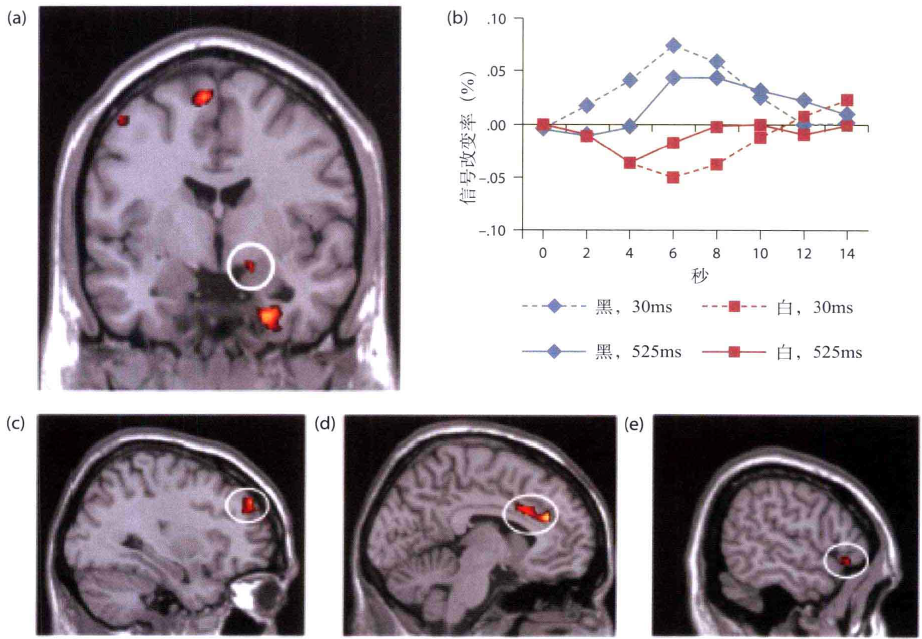 (a)
(b)
.10
.05
.00
-.05
-.10
信号改变率（%）
0 2 4 6 8 10 12 14
秒
黑，30ms 白，30ms
黑，525ms 白，525ms
(c) (d) (e)